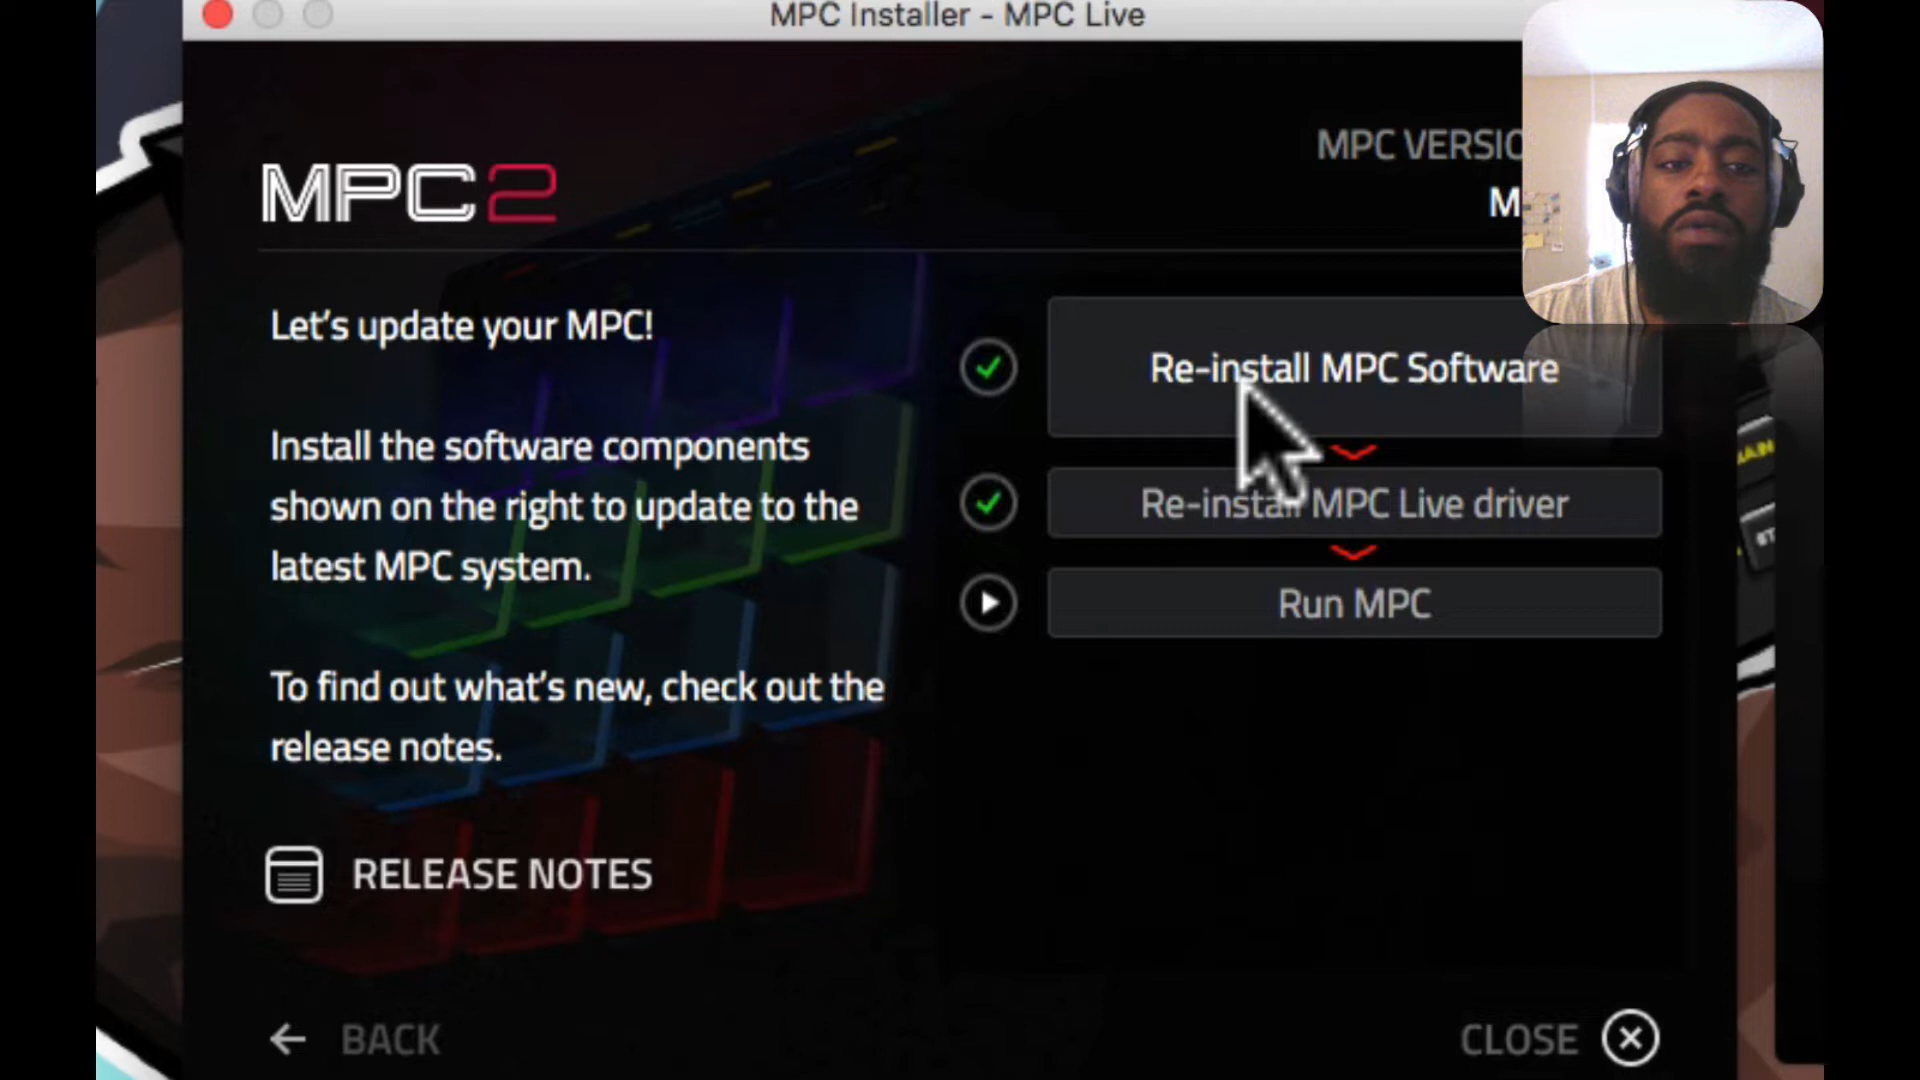 MPC Installer - MPC Live
MPC2
MPC
M
Let's update your MPC!
Install the software components
shown on the right to update to the
latest MPC system.
To find out what's new, check out the
release notes.
RELEASE NOTES
Re-install MPC Software
Re-install MPC Live driver
Run MPC
BACK
CLOSE